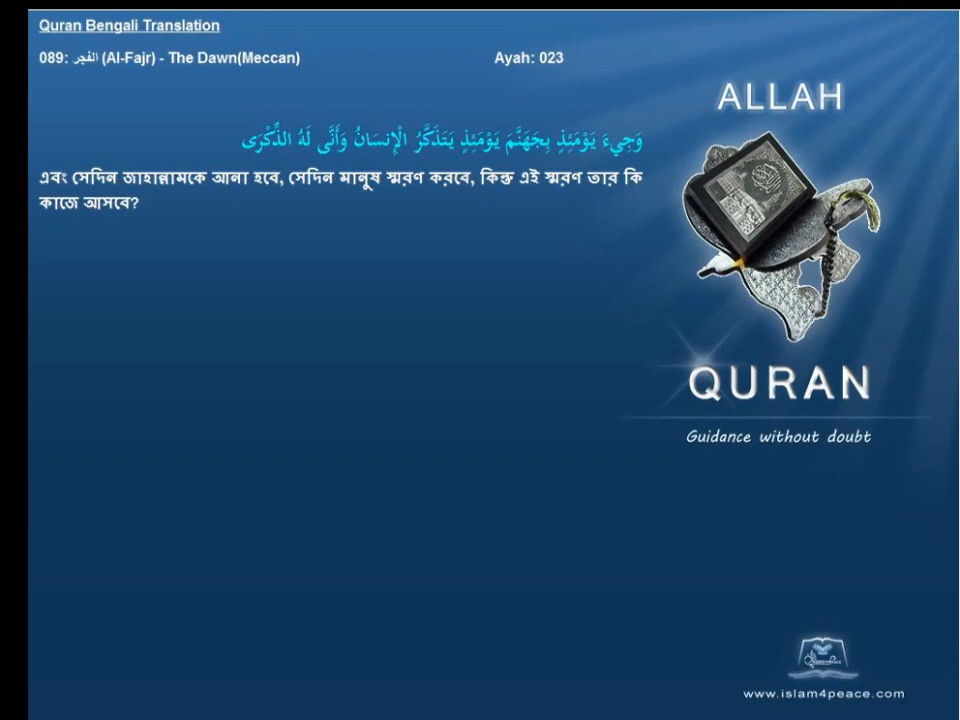 Quran Bengali Translation
089: الفجر (Al-Fajr) - The Dawn(Meccan) Ayah: 023
وَجِيءَ يَوْمَئِذٍ بِجَهَنَّمَ يَوْمَئِذٍ يَتَذَكَّرُ الْإِنسَانُ وَأَنَّى لَهُ الذِّكْرَى
এবং সেদিন জাহান্নামকে আনা হবে, সেদিন মানুষ স্মরণ করবে, কিন্তু এই স্মরণ তার কি
কাজে আসবে?
ALLAH
QURAN
Guidance without doubt
www.islam4peace.com